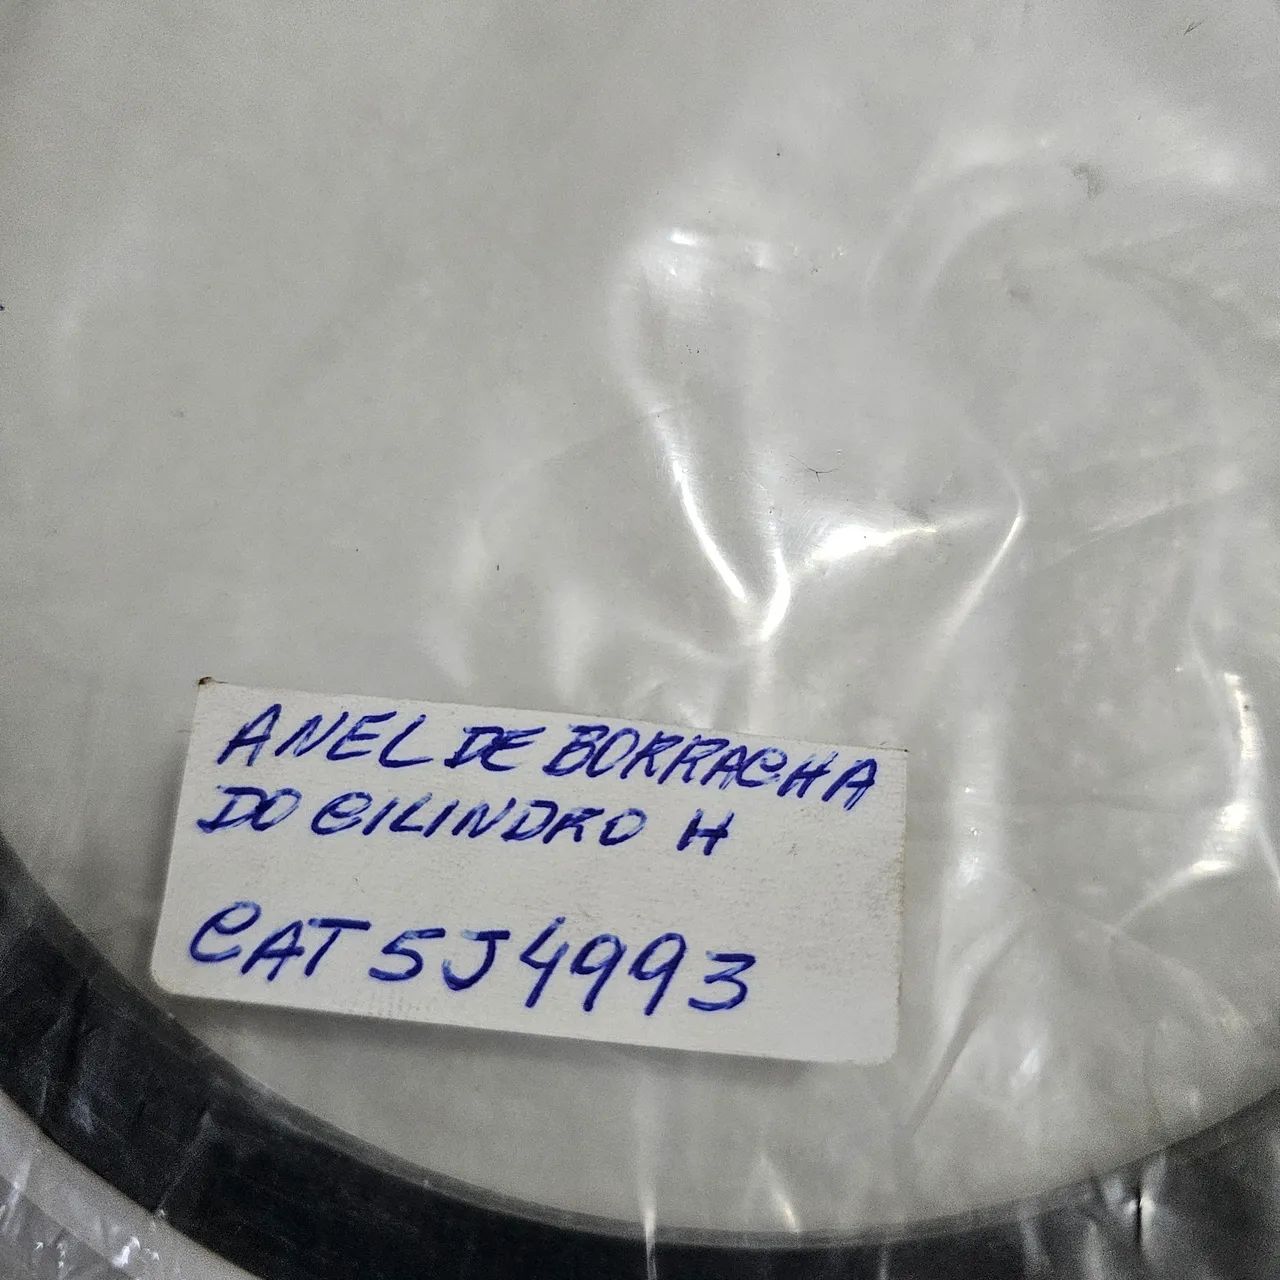 ANEL DE BORRACHA
DO CILINDRO H
CAT 5J4993